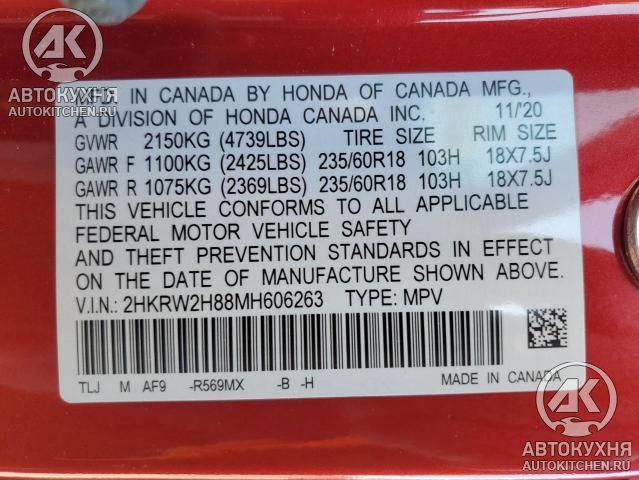 АК
АВТОКУХНЯ
AUTOKITCHEN.RU
MFD. IN CANADA BY HONDA OF CANADA MFG.,
A DIVISION OF HONDA CANADA INC. 11/'20
GVWR 2150KG (4739LBS) TIRE SIZE RIM SIZE
GAWR F 1100KG (2425LBS) 235/60R18 103H 18X7.5J
GAWR R 1075KG (2369LBS) 235/60R18 103H 18X7.5J
THIS VEHICLE CONFORMS TO ALL APPLICABLE
FEDERAL MOTOR VEHICLE SAFETY
AND THEFT PREVENTION STANDARDS IN EFFECT
ON THE DATE OF MANUFACTURE SHOWN ABOVE.
V.I.N.: 2HKRW2H88MH606263 TYPE: MPV
TLJ M AF9 -R569MX -B -H MADE IN CANADA
АК
АВТОКУХНЯ
AUTOKITCHEN.RU